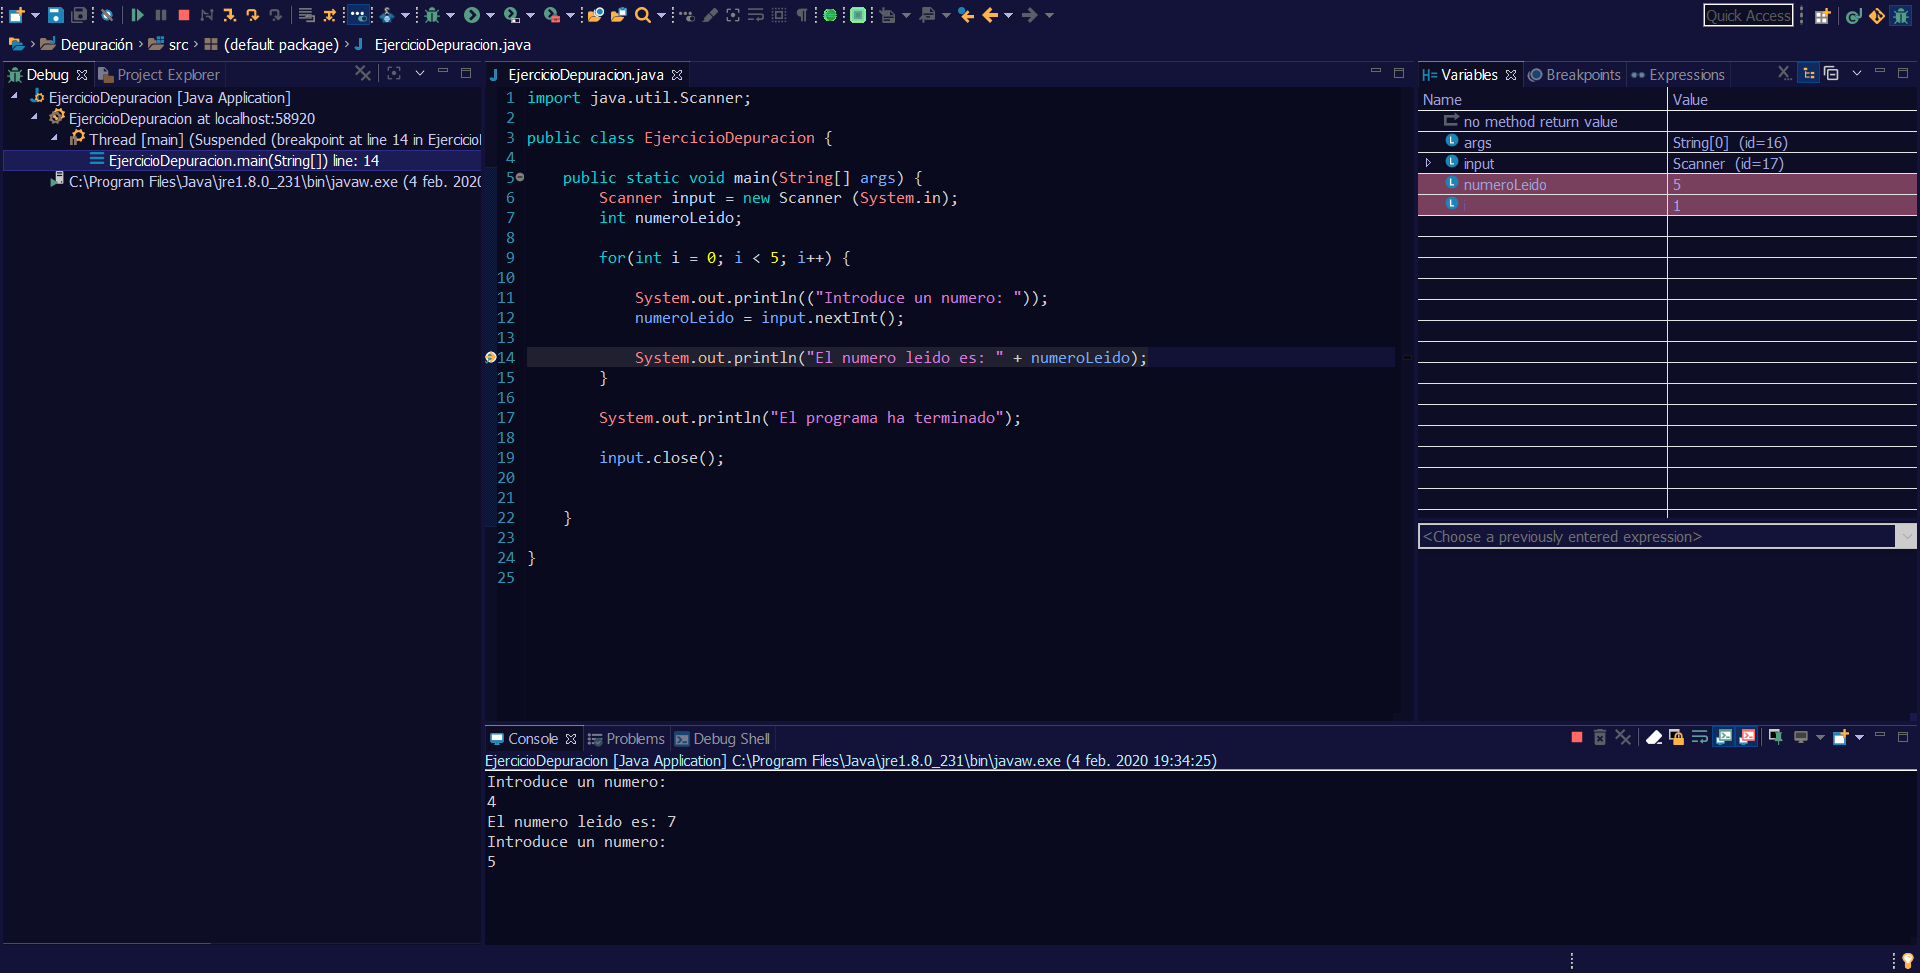 Quick Access
Depuración src (default package) EjercicioDepuracion.java
Debug Project Explorer
EjercicioDepuracion [Java Application]
EjercicioDepuracion at localhost:58920
Thread [main] (Suspended (breakpoint at line 14 in Ejercicio
EjercicioDepuracion.main(String[]) line: 14
C:\Program Files\Java\jre1.8.0_231\bin\javaw.exe (4 feb. 2020
EjercicioDepuracion.java
1 import java.util.Scanner;
2
3 public class EjercicioDepuracion {
4
5 public static void main(String[] args) {
6 Scanner input = new Scanner (System.in);
7 int numeroLeido;
8
9 for(int i = 0; i < 5; i++) {
10
11 System.out.println(("Introduce un numero: "));
12 numeroLeido = input.nextInt();
13
14 System.out.println("El numero leido es: " + numeroLeido);
15 }
16
17 System.out.println("El programa ha terminado");
18
19 input.close();
20
21
22 }
23
24 }
25
Variables Breakpoints Expressions
Name Value
no method return value
args String[0] (id=16)
input Scanner (id=17)
numeroLeido 5
i 1
<Choose a previously entered expression>
Console Problems Debug Shell
EjercicioDepuracion [Java Application] C:\Program Files\Java\jre1.8.0_231\bin\javaw.exe (4 feb. 2020 19:34:25)
Introduce un numero:
4
El numero leido es: 7
Introduce un numero:
5